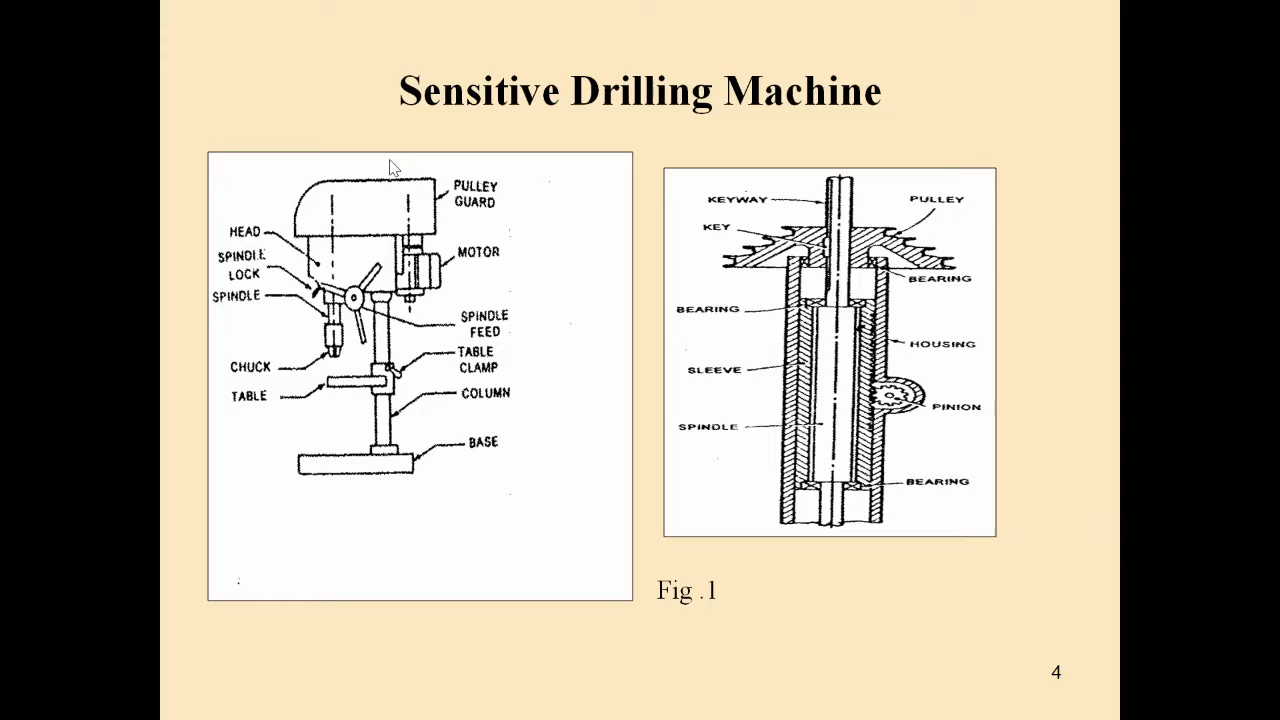 Sensitive Drilling Machine
PULLEY
GUARD
HEAD
SPINDLE
LOCK
MOTOR
SPINDLE
SPINDLE
FEED
TABLE
CLAMP
CHUCK
TABLE
COLUMN
BASE
KEYWAY
PULLEY
KEY
BEARING
BEARING
HOUSING
SLEEVE
PINION
SPINDLE
BEARING
Fig .1
4